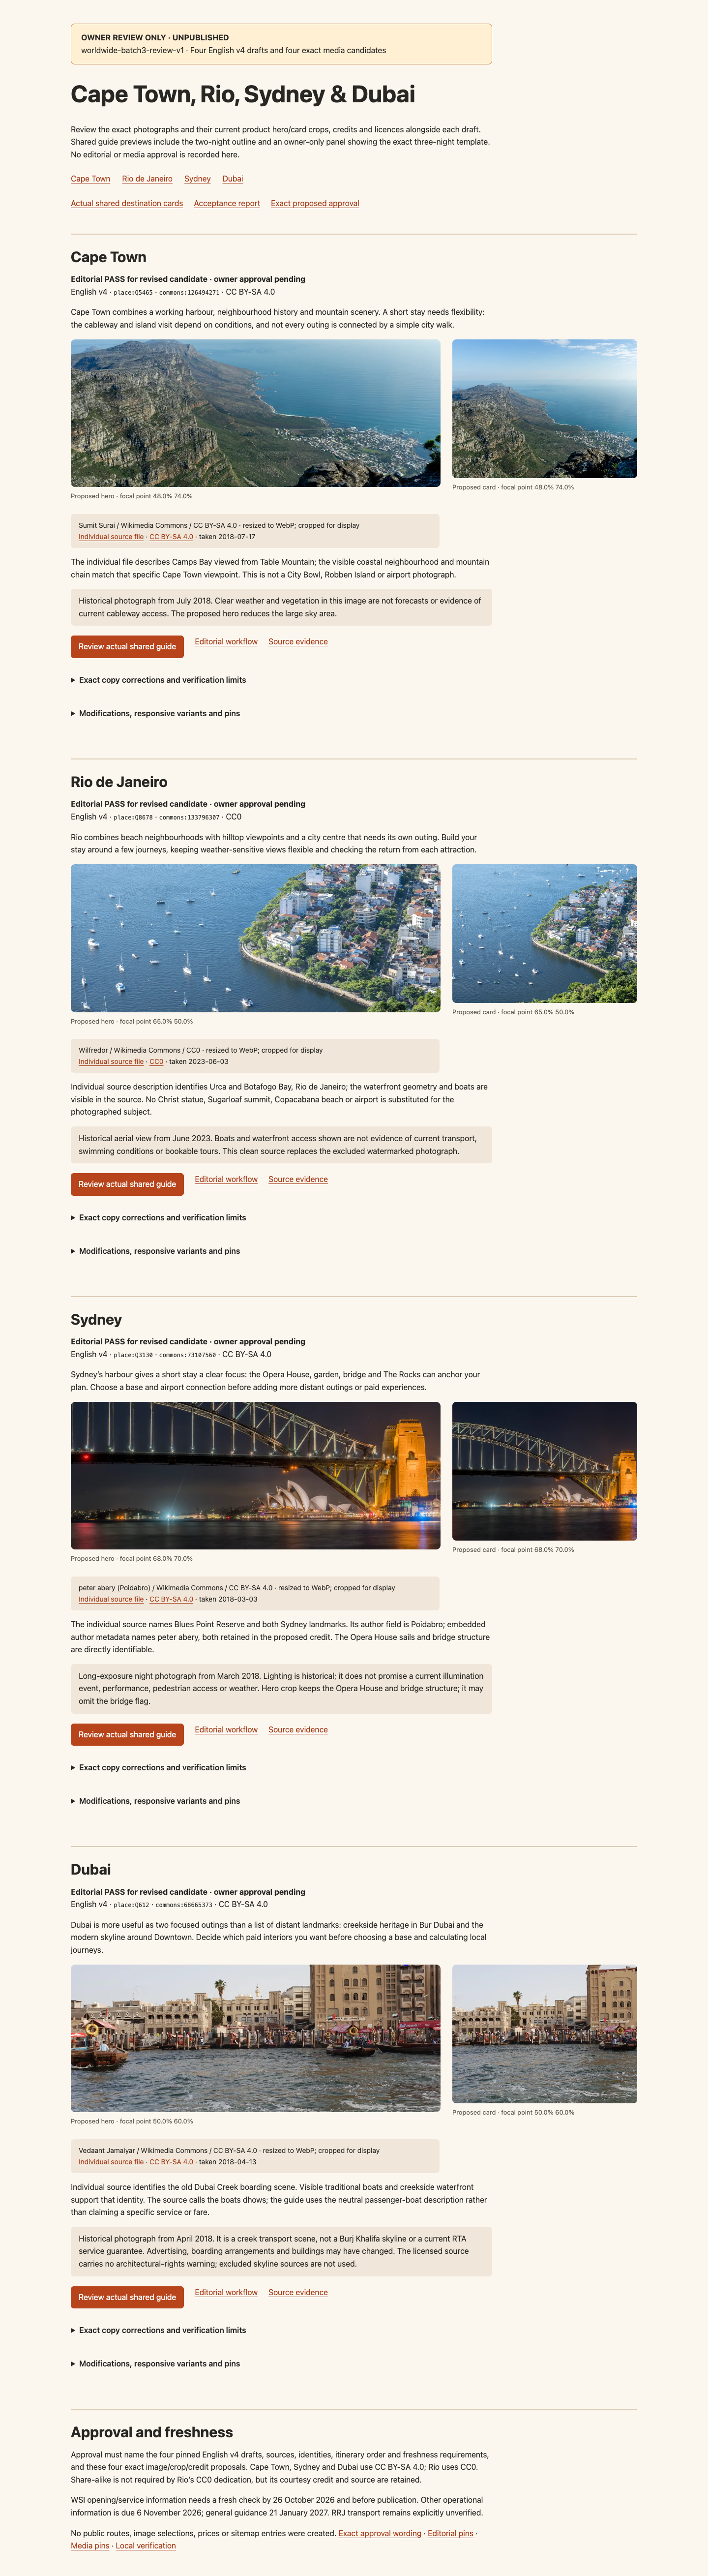 OWNER REVIEW ONLY · UNPUBLISHED
worldwide-batch3-review-v1 · Four English v4 drafts and four exact media candidates
Cape Town, Rio, Sydney & Dubai
Review the exact photographs and their current product hero/card crops, credits and licences alongside each draft.
Shared guide previews include the two-night outline and an owner-only panel showing the exact three-night template.
No editorial or media approval is recorded here.
Cape Town Rio de Janeiro Sydney Dubai
Actual shared destination cards Acceptance report Exact proposed approval
Cape Town
Editorial PASS for revised candidate · owner approval pending
English v4 · place:Q5465 · commons:126494271 · CC BY-SA 4.0
Cape Town combines a working harbour, neighbourhood history and mountain scenery. A short stay needs flexibility:
the cableway and island visit depend on conditions, and not every outing is connected by a simple city walk.
Proposed hero · focal point 48.0% 74.0%
Proposed card · focal point 48.0% 74.0%
Sumit Surai / Wikimedia Commons / CC BY-SA 4.0 · resized to WebP; cropped for display
Individual source file · CC BY-SA 4.0 · taken 2018-07-17
The individual file describes Camps Bay viewed from Table Mountain; the visible coastal neighbourhood and mountain
chain match that specific Cape Town viewpoint. This is not a City Bowl, Robben Island or airport photograph.
Historical photograph from July 2018. Clear weather and vegetation in this image are not forecasts or evidence of
current cableway access. The proposed hero reduces the large sky area.
Review actual shared guide Editorial workflow Source evidence
▶ Exact copy corrections and verification limits
▶ Modifications, responsive variants and pins
Rio de Janeiro
Editorial PASS for revised candidate · owner approval pending
English v4 · place:Q8678 · commons:133796307 · CC0
Rio combines beach neighbourhoods with hilltop viewpoints and a city centre that needs its own outing. Build your
stay around a few journeys, keeping weather-sensitive views flexible and checking the return from each attraction.
Proposed hero · focal point 65.0% 50.0%
Proposed card · focal point 65.0% 50.0%
Wilfredor / Wikimedia Commons / CC0 · resized to WebP; cropped for display
Individual source file · CC0 · taken 2023-06-03
Individual source description identifies Urca and Botafogo Bay, Rio de Janeiro; the waterfront geometry and boats are
visible in the source. No Christ statue, Sugarloaf summit, Copacabana beach or airport is substituted for the
photographed subject.
Historical aerial view from June 2023. Boats and waterfront access shown are not evidence of current transport,
swimming conditions or bookable tours. This clean source replaces the excluded watermarked photograph.
Review actual shared guide Editorial workflow Source evidence
▶ Exact copy corrections and verification limits
▶ Modifications, responsive variants and pins
Sydney
Editorial PASS for revised candidate · owner approval pending
English v4 · place:Q3130 · commons:73107560 · CC BY-SA 4.0
Sydney's harbour gives a short stay a clear focus: the Opera House, garden, bridge and The Rocks can anchor your
plan. Choose a base and airport connection before adding more distant outings or paid experiences.
Proposed hero · focal point 68.0% 70.0%
Proposed card · focal point 68.0% 70.0%
peter abery (Poidabro) / Wikimedia Commons / CC BY-SA 4.0 · resized to WebP; cropped for display
Individual source file · CC BY-SA 4.0 · taken 2018-03-03
The individual source names Blues Point Reserve and both Sydney landmarks. Its author field is Poidabro; embedded
author metadata names peter abery, both retained in the proposed credit. The Opera House sails and bridge structure
are directly identifiable.
Long-exposure night photograph from March 2018. Lighting is historical; it does not promise a current illumination
event, performance, pedestrian access or weather. Hero crop keeps the Opera House and bridge structure; it may
omit the bridge flag.
Review actual shared guide Editorial workflow Source evidence
▶ Exact copy corrections and verification limits
▶ Modifications, responsive variants and pins
Dubai
Editorial PASS for revised candidate · owner approval pending
English v4 · place:Q612 · commons:68665373 · CC BY-SA 4.0
Dubai is more useful as two focused outings than a list of distant landmarks: creekside heritage in Bur Dubai and the
modern skyline around Downtown. Decide which paid interiors you want before choosing a base and calculating local
journeys.
Proposed hero · focal point 50.0% 60.0%
Proposed card · focal point 50.0% 60.0%
Vedaant Jamaiyar / Wikimedia Commons / CC BY-SA 4.0 · resized to WebP; cropped for display
Individual source file · CC BY-SA 4.0 · taken 2018-04-13
Individual source identifies the old Dubai Creek boarding scene. Visible traditional boats and creekside waterfront
support that identity. The source calls the boats dhows; the guide uses the neutral passenger-boat description rather
than claiming a specific service or fare.
Historical photograph from April 2018. It is a creek transport scene, not a Burj Khalifa skyline or a current RTA
service guarantee. Advertising, boarding arrangements and buildings may have changed. The licensed source
carries no architectural-rights warning; excluded skyline sources are not used.
Review actual shared guide Editorial workflow Source evidence
▶ Exact copy corrections and verification limits
▶ Modifications, responsive variants and pins
Approval and freshness
Approval must name the four pinned English v4 drafts, sources, identities, itinerary order and freshness requirements,
and these four exact image/crop/credit proposals. Cape Town, Sydney and Dubai use CC BY-SA 4.0; Rio uses CC0.
Share-alike is not required by Rio's CC0 dedication, but its courtesy credit and source are retained.
WSI opening/service information needs a fresh check by 26 October 2026 and before publication. Other operational
information is due 6 November 2026; general guidance 21 January 2027. RRJ transport remains explicitly unverified.
No public routes, image selections, prices or sitemap entries were created. Exact approval wording · Editorial pins ·
Media pins · Local verification